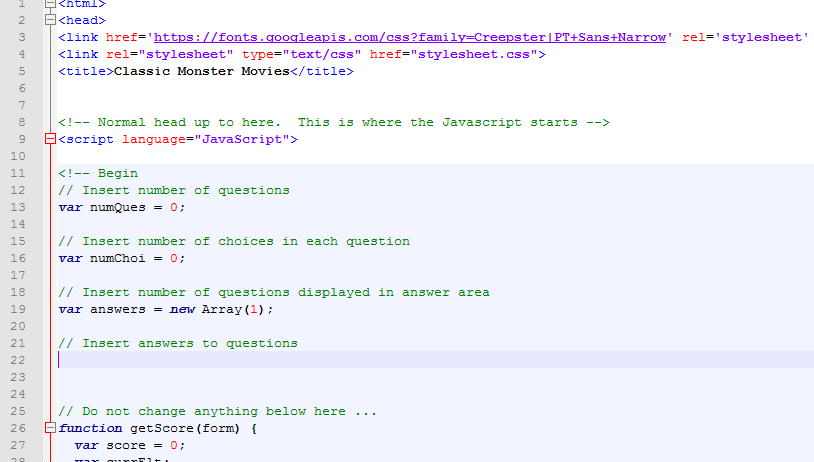 1 <html>
2 <head>
3 <link href='https://fonts.googleapis.com/css?family=Creepster|PT+Sans+Narrow' rel='stylesheet'
4 <link rel="stylesheet" type="text/css" href="stylesheet.css">
5 <title>Classic Monster Movies</title>
6
7
8 <!-- Normal head up to here.  This is where the Javascript starts -->
9 <script language="JavaScript">
10
11 <!-- Begin
12 // Insert number of questions
13 var numQues = 0;
14
15 // Insert number of choices in each question
16 var numChoi = 0;
17
18 // Insert number of questions displayed in answer area
19 var answers = new Array(1);
20
21 // Insert answers to questions
22
23
24
25 // Do not change anything below here ...
26 function getScore(form) {
27   var score = 0;
28   var currElt;